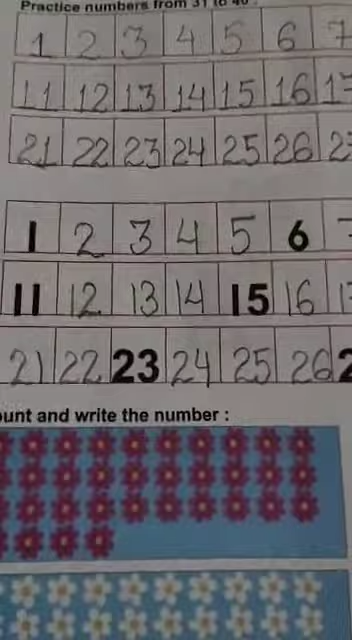 Practice numbers from 31 to 40 :
1 2 3 4 5 6 7
11 12 13 14 15 16
21 22 23 24 25 26
1 2 3 4 5 6
11 12 13 14 15 16
21 22 23 24 25 26
and write the number :